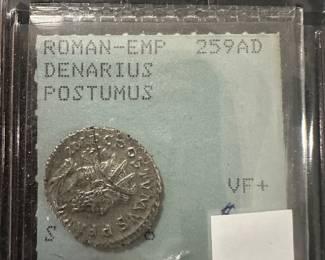 ROMAN-EMP 259AD
DENARIUS
POSTUMUS
VF+
S